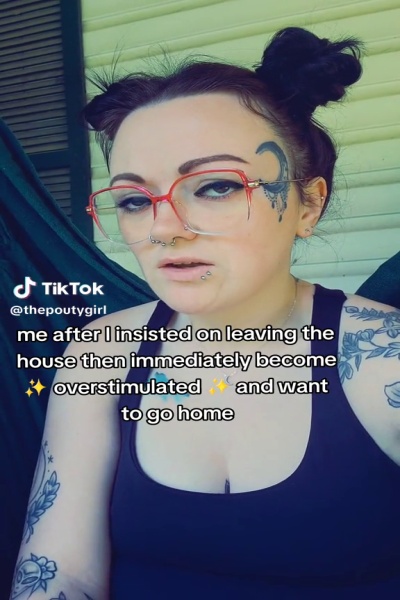 TikTok
@thepoutygirl
me after I insisted on leaving the
house then immediately become
✨ overstimulated ✨ and want
to go home